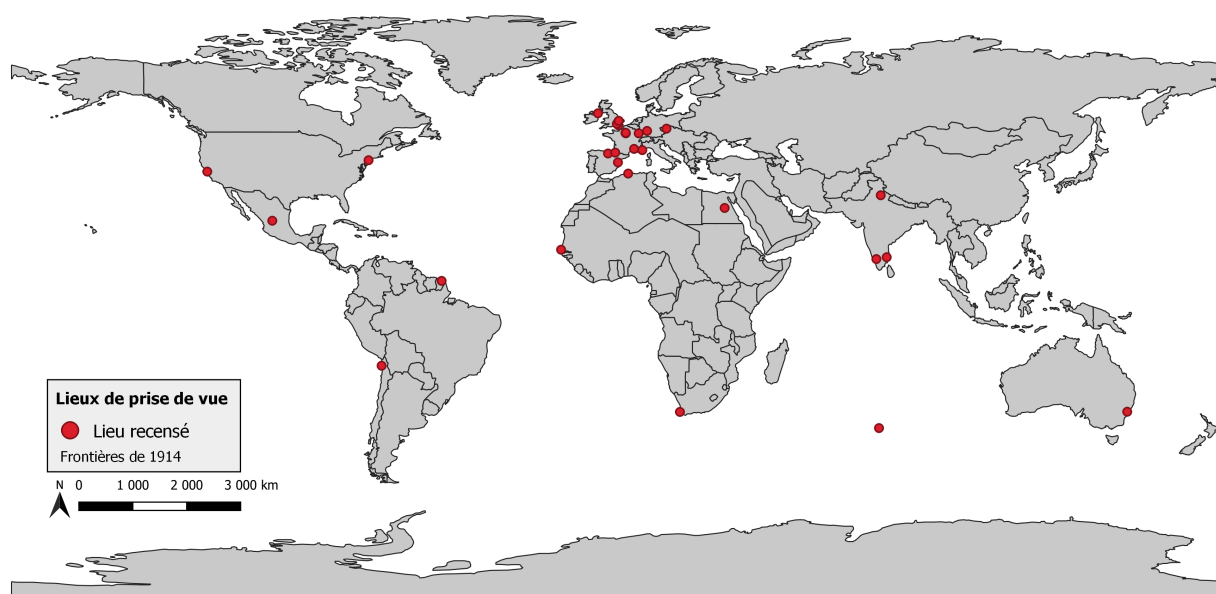 Lieux de prise de vue
Lieu recensé
Frontières de 1914
N 0 1 000 2 000 3 000 km